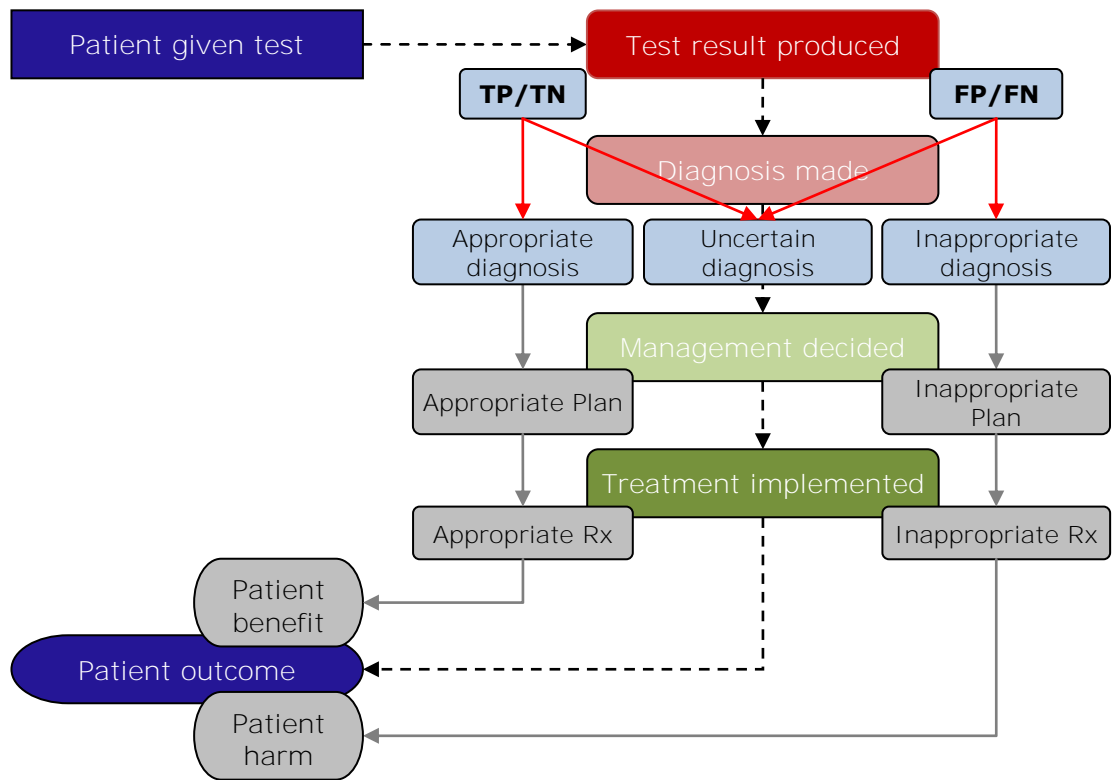 Patient given test
Test result produced
TP/TN
FP/FN
Diagnosis made
Appropriate
diagnosis
Uncertain
diagnosis
Inappropriate
diagnosis
Management decided
Appropriate Plan
Inappropriate
Plan
Treatment implemented
Appropriate Rx
Inappropriate Rx
Patient
benefit
Patient outcome
Patient
harm